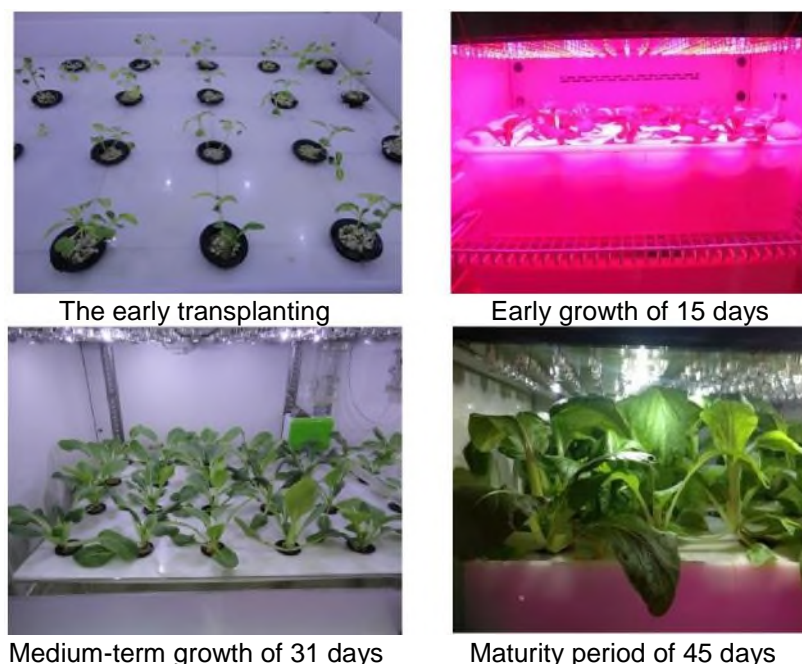 The early transplanting
Early growth of 15 days
Medium-term growth of 31 days
Maturity period of 45 days